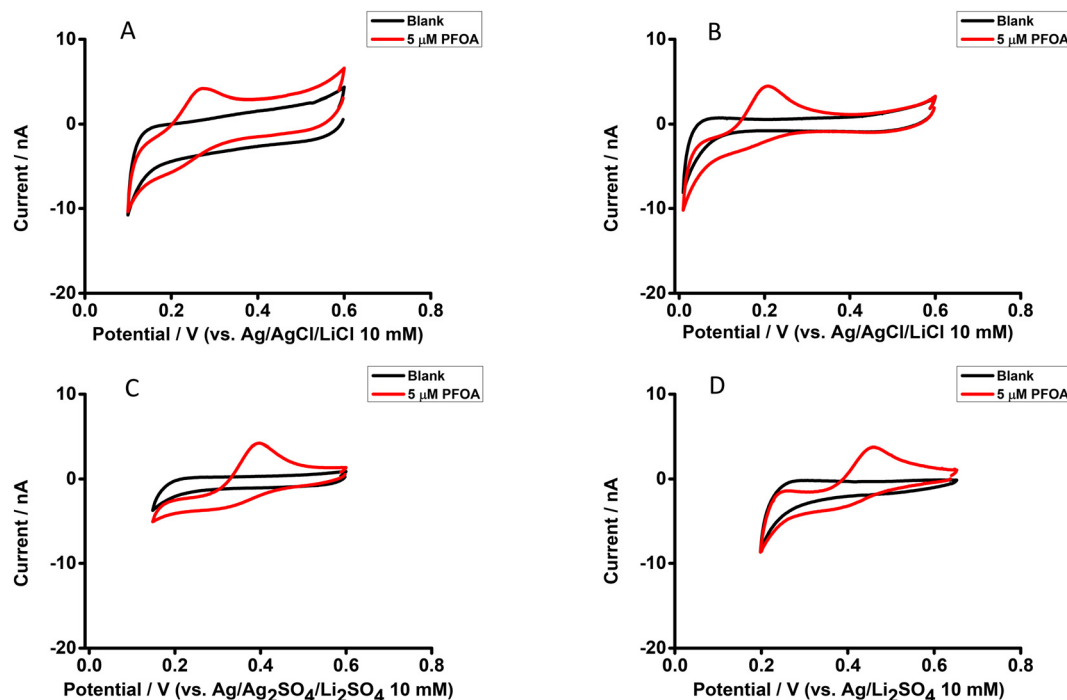 A
Blank
5 μM PFOA
10
0
-10
-20
Current / nA
0.0 0.2 0.4 0.6 0.8
Potential / V (vs. Ag/AgCl/LiCl 10 mM)
B
Blank
5 μM PFOA
10
0
-10
-20
Current / nA
0.0 0.2 0.4 0.6 0.8
Potential / V (vs. Ag/AgCl/LiCl 10 mM)
C
Blank
5 μM PFOA
10
0
-10
-20
Current / nA
0.0 0.2 0.4 0.6 0.8
Potential / V (vs. Ag/Ag₂SO₄/Li₂SO₄ 10 mM)
D
Blank
5 μM PFOA
10
0
-10
-20
Current / nA
0.0 0.2 0.4 0.6 0.8
Potential / V (vs. Ag/Li₂SO₄ 10 mM)